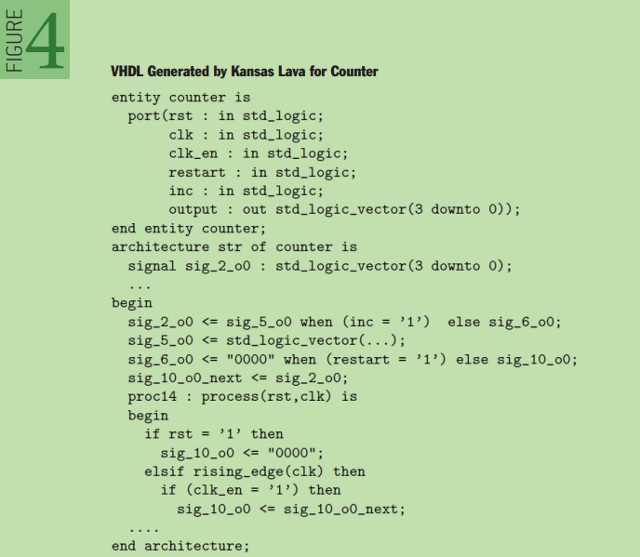 FIGURE 4
VHDL Generated by Kansas Lava for Counter
entity counter is
  port(rst : in std_logic;
       clk : in std_logic;
       clk_en : in std_logic;
       restart : in std_logic;
       inc : in std_logic;
       output : out std_logic_vector(3 downto 0));
end entity counter;
architecture str of counter is
  signal sig_2_o0 : std_logic_vector(3 downto 0);
  ...
begin
  sig_2_o0 <= sig_5_o0 when (inc = ’1’)  else sig_6_o0;
  sig_5_o0 <= std_logic_vector(...);
  sig_6_o0 <= "0000" when (restart = ’1’) else sig_10_o0;
  sig_10_o0_next <= sig_2_o0;
  proc14 : process(rst,clk) is
  begin
    if rst = ’1’ then
      sig_10_o0 <= "0000";
    elsif rising_edge(clk) then
      if (clk_en = ’1’) then
        sig_10_o0 <= sig_10_o0_next;
  ....
end architecture;